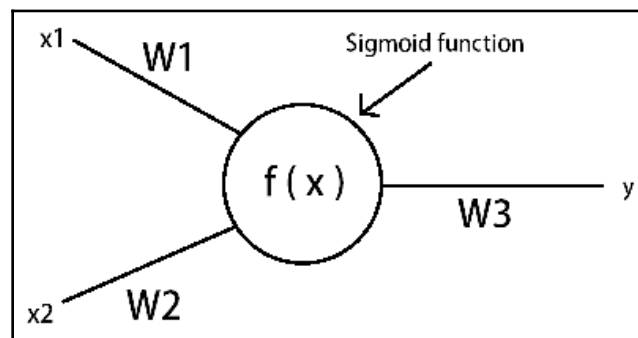 x1
W1
Sigmoid function
f ( x )
W3
y
W2
x2